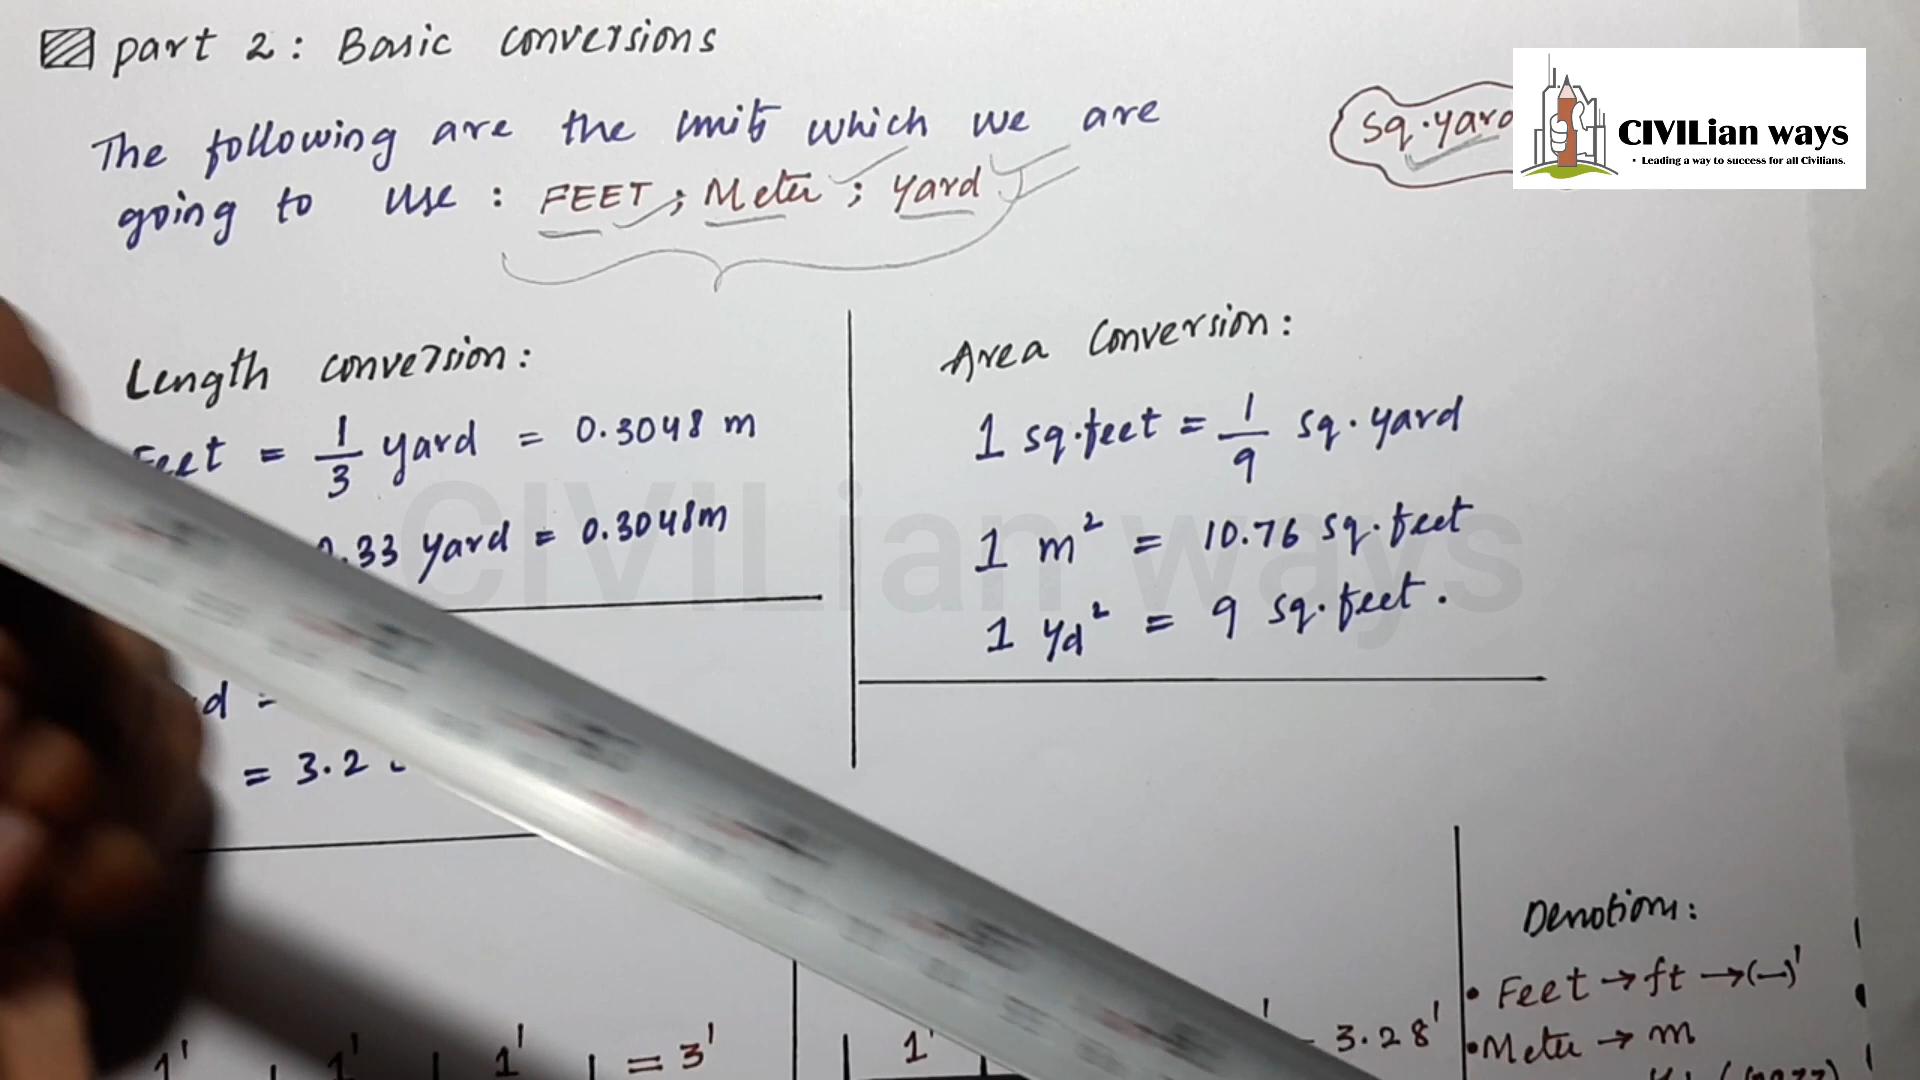 part 2: Basic conversions
The following are the units which we are
going to use : FEET ; Meter ; yard
sq.yard
CIVILian ways
• Leading a way to success for all Civilians.
Length conversion:
Feet = 1/3 yard = 0.3048 m
.33 yard = 0.3048m
d =
= 3.2
Area Conversion:
1 sq.feet = 1/9 sq.yard
1 m² = 10.76 sq.feet
1 yd² = 9 sq.feet.
CIVILian ways
1' 1' 1' = 3'
1' 3.28'
Denotions:
• Feet → ft → (—)'
• Meter → m